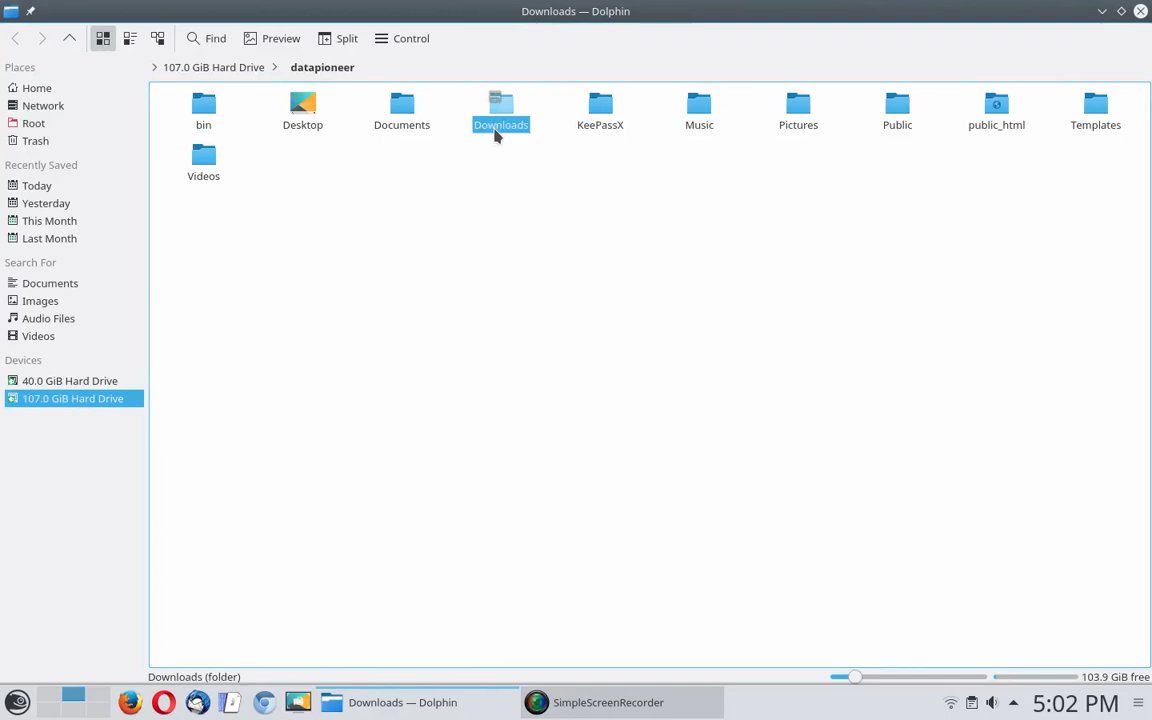 Downloads — Dolphin
Find
Preview
Split
Control
Places
107.0 GiB Hard Drive
datapioneer
Home
Network
Root
Trash
Recently Saved
Today
Yesterday
This Month
Last Month
Search For
Documents
Images
Audio Files
Videos
Devices
40.0 GiB Hard Drive
107.0 GiB Hard Drive
bin
Desktop
Documents
Downloads
KeePassX
Music
Pictures
Public
public_html
Templates
Videos
Downloads (folder)
103.9 GiB free
Downloads — Dolphin
SimpleScreenRecorder
5:02 PM